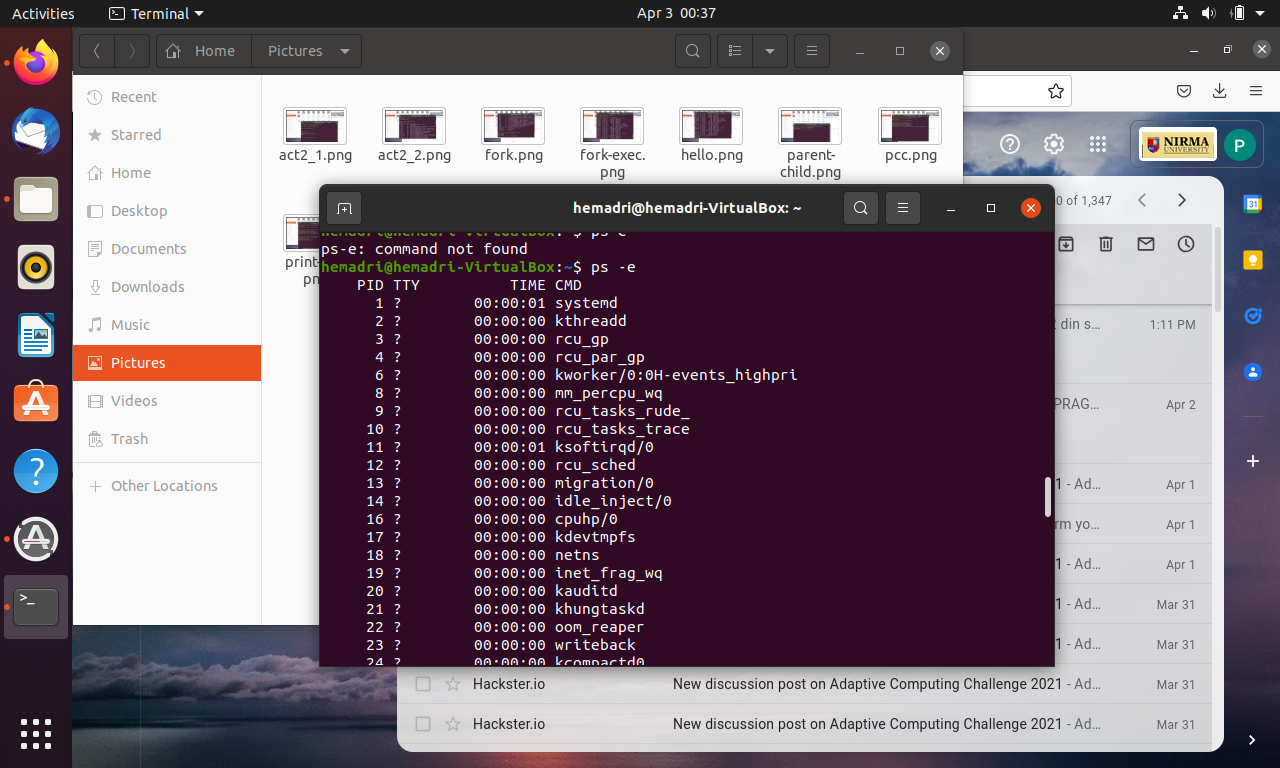 Activities
Terminal
Apr 3 00:37
Home
Pictures
Recent
Starred
Home
Desktop
Documents
Downloads
Music
Pictures
Videos
Trash
Other Locations
act2_1.png
act2_2.png
fork.png
fork-exec.
png
hello.png
parent-
child.png
pcc.png
print-
hemadri@hemadri-VirtualBox: ~
ps-e: command not found
hemadri@hemadri-VirtualBox:~$ ps -e
PID TTY TIME CMD
1 ? 00:00:01 systemd
2 ? 00:00:00 kthreadd
3 ? 00:00:00 rcu_gp
4 ? 00:00:00 rcu_par_gp
6 ? 00:00:00 kworker/0:0H-events_highpri
8 ? 00:00:00 mm_percpu_wq
9 ? 00:00:00 rcu_tasks_rude_
10 ? 00:00:00 rcu_tasks_trace
11 ? 00:00:01 ksoftirqd/0
12 ? 00:00:00 rcu_sched
13 ? 00:00:00 migration/0
14 ? 00:00:00 idle_inject/0
16 ? 00:00:00 cpuhp/0
17 ? 00:00:00 kdevtmpfs
18 ? 00:00:00 netns
19 ? 00:00:00 inet_frag_wq
20 ? 00:00:00 kauditd
21 ? 00:00:00 khungtaskd
22 ? 00:00:00 oom_reaper
23 ? 00:00:00 writeback
24 ? 00:00:00 kcompactd0
NIRMA
UNIVERSITY
P
0 of 1,347
31
din s... 1:11 PM
PRAG... Apr 2
1 - Ad... Apr 1
rm yo... Apr 1
1 - Ad... Apr 1
1 - Ad... Mar 31
1 - Ad... Mar 31
Hackster.io New discussion post on Adaptive Computing Challenge 2021 - Ad... Mar 31
Hackster.io New discussion post on Adaptive Computing Challenge 2021 - Ad... Mar 31